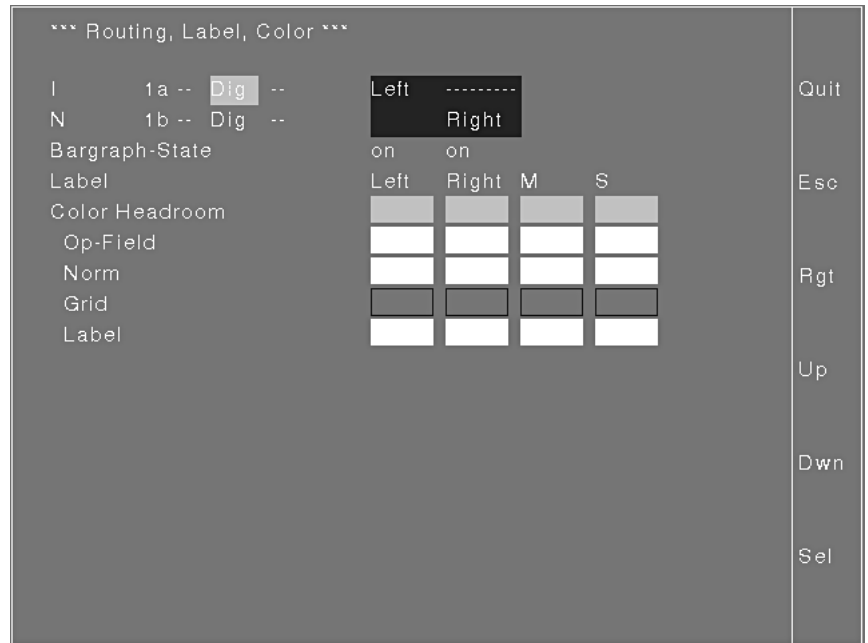 *** Routing, Label, Color ***
I 1a -- Dig -- Left ---------
Quit
N 1b -- Dig -- Right
Bargraph-State on on
Label Left Right M S
Esc
Color Headroom
Op-Field
Norm
Rgt
Grid
Label
Up
Dwn
Sel